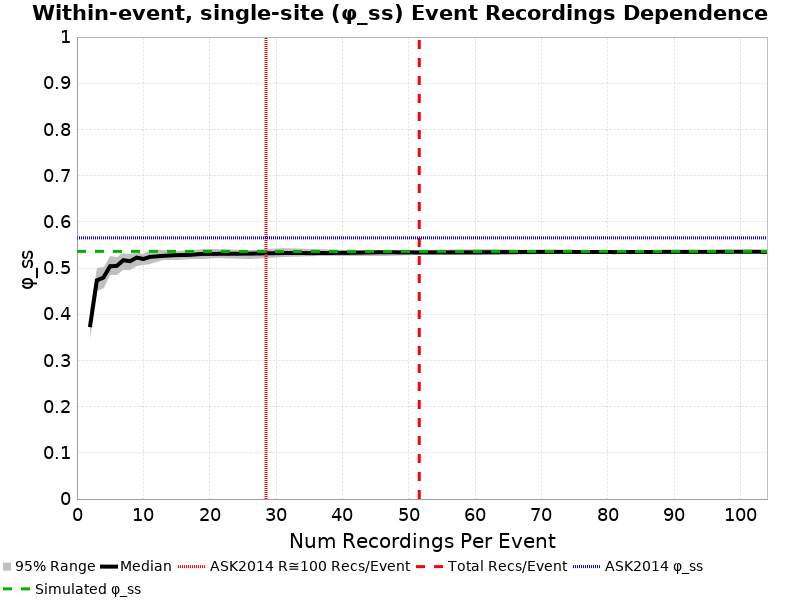 Within-event, single-site (φ_ss) Event Recordings Dependence
1
0.9
0.8
0.7
0.6
0.5
0.4
0.3
0.2
0.1
0
φ_ss
0 10 20 30 40 50 60 70 80 90 100
Num Recordings Per Event
95% Range Median ASK2014 R≅100 Recs/Event Total Recs/Event ASK2014 φ_ss
Simulated φ_ss